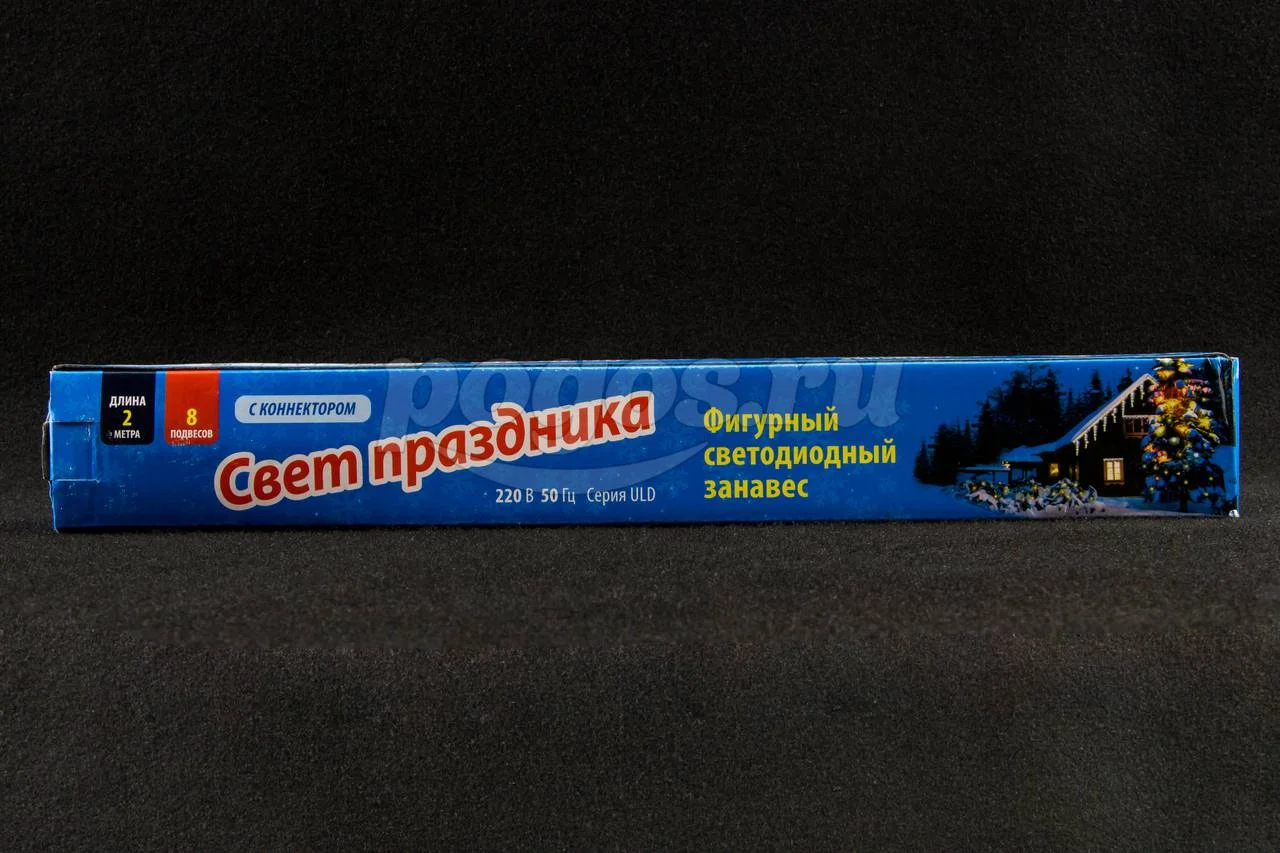 ДЛИНА
2
МЕТРА
8
ПОДВЕСОВ
С КОННЕКТОРОМ
Свет праздника
220 В 50 Гц Серия ULD
Фигурный
светодиодный
занавес
pogos.ru